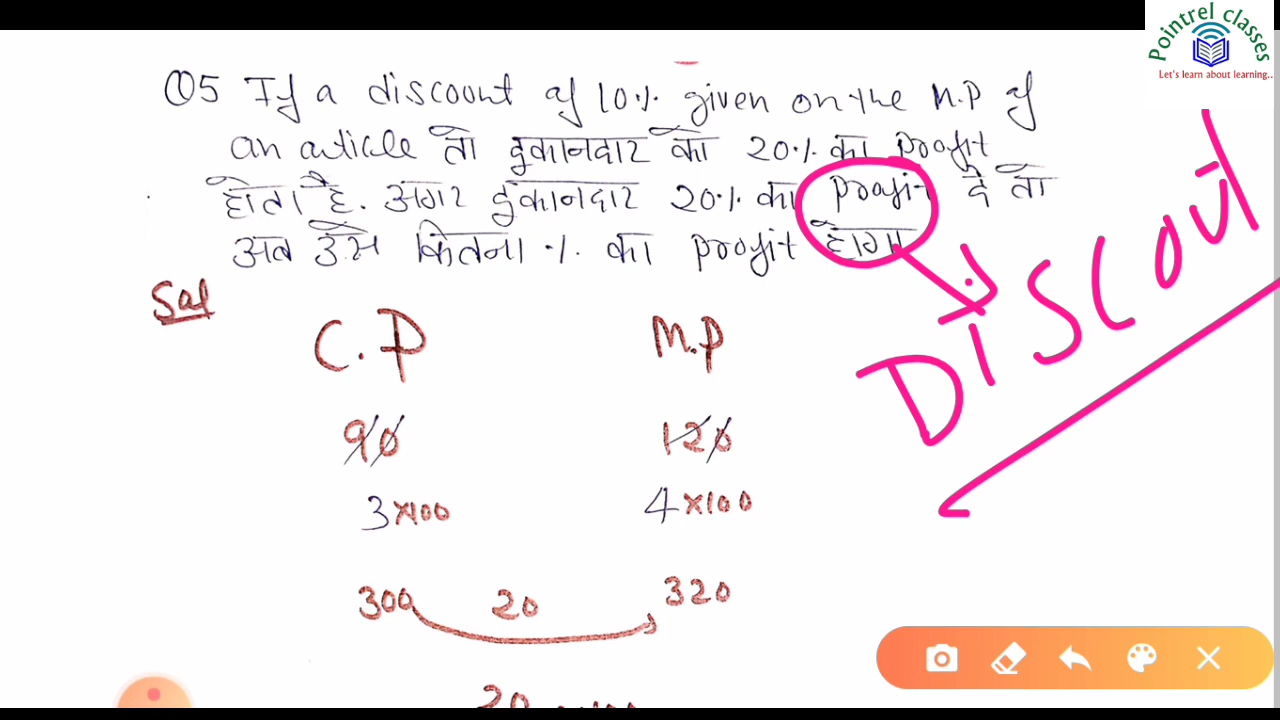 Pointrel classes
Let's learn about learning..
Q5 If a discount of 10% given on the M.P of
an article तो दुकानदार को 20% का profit
होता है. अगर दुकानदार 20% का profit दे तो
अब उसे कितना % का profit होगा
Sol
C.P M.P
90 120
3×100 4×100
300 20 320
20
Discout